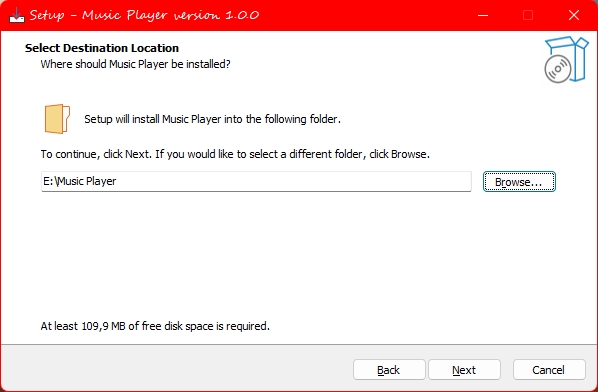 Setup - Music Player version 1.0.0
Select Destination Location
Where should Music Player be installed?
Setup will install Music Player into the following folder.
To continue, click Next. If you would like to select a different folder, click Browse.
E:\Music Player
Browse...
At least 109,9 MB of free disk space is required.
Back
Next
Cancel